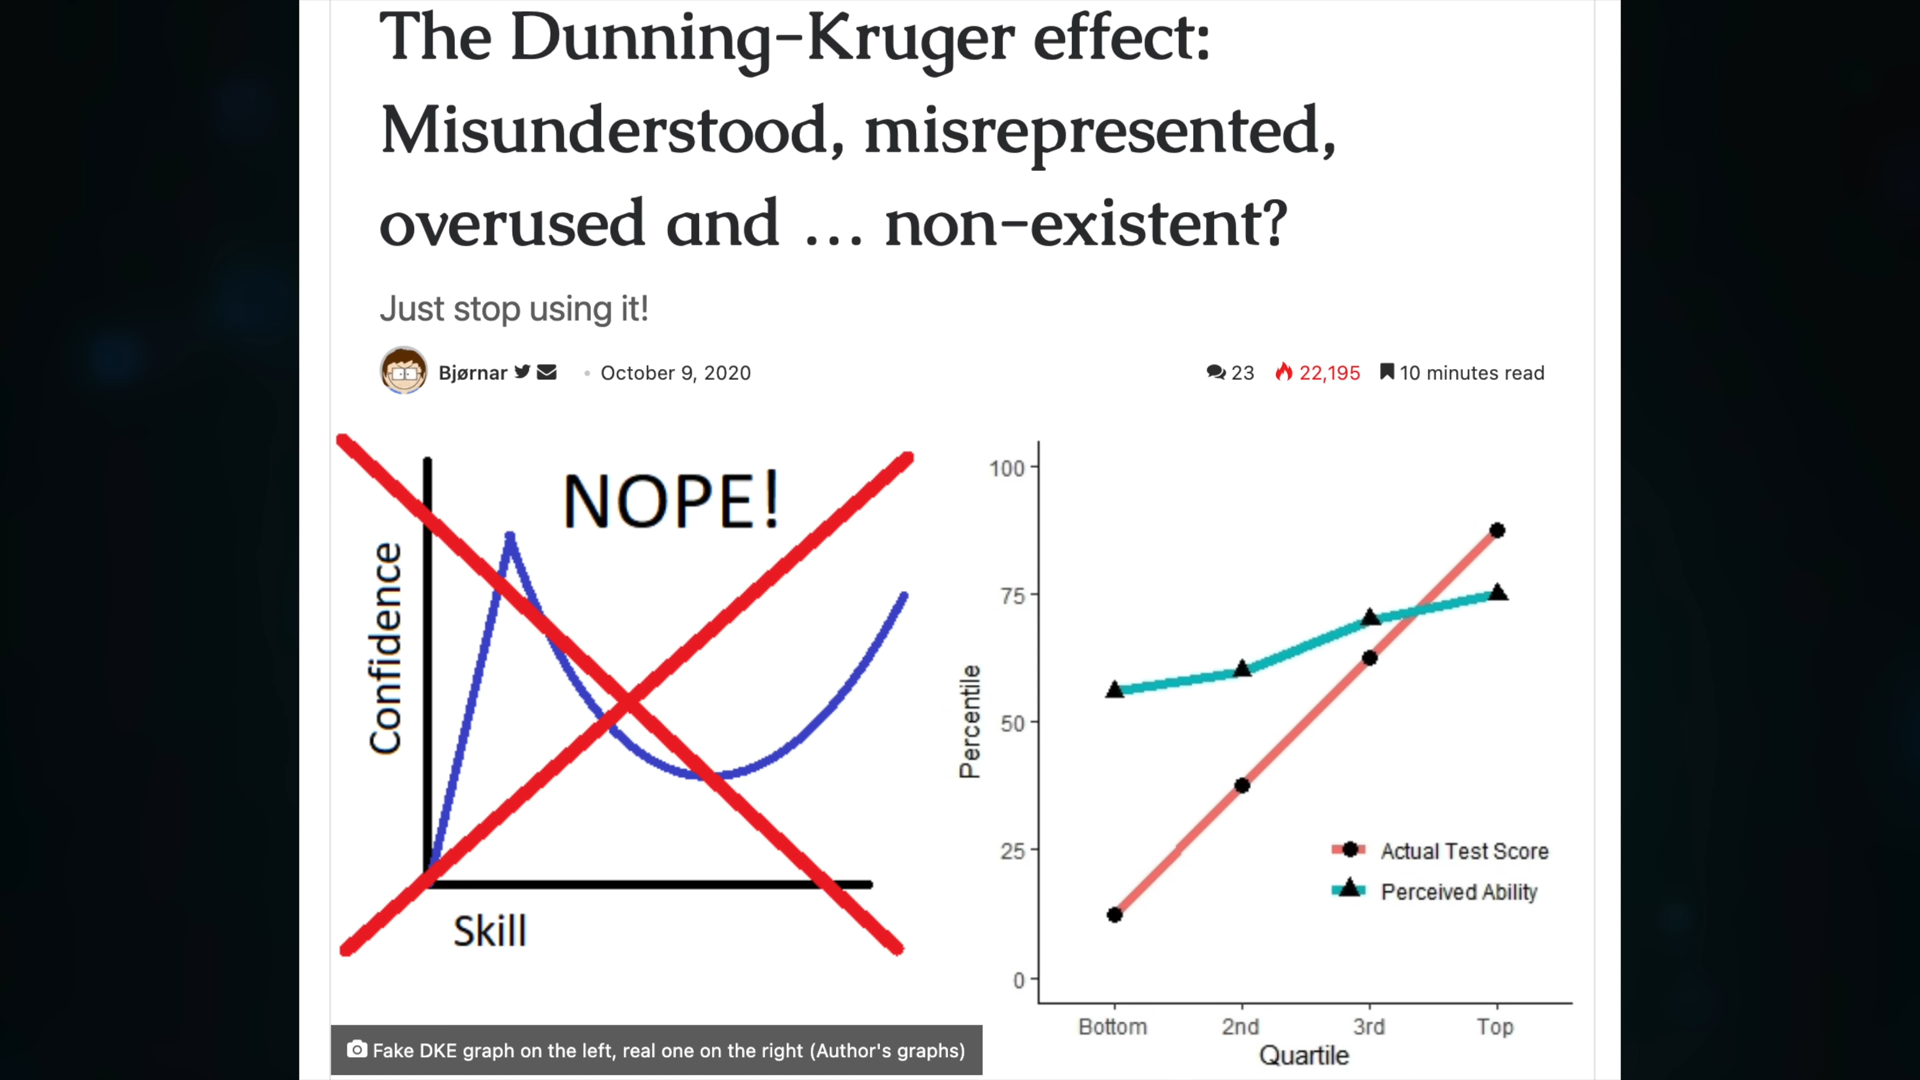 The Dunning-Kruger effect:
Misunderstood, misrepresented,
overused and … non-existent?
Just stop using it!
Bjørnar • October 9, 2020
23 22,195 10 minutes read
NOPE!
Confidence
Skill
100
75
50
25
0
Percentile
Actual Test Score
Perceived Ability
Bottom 2nd 3rd Top
Quartile
Fake DKE graph on the left, real one on the right (Author's graphs)